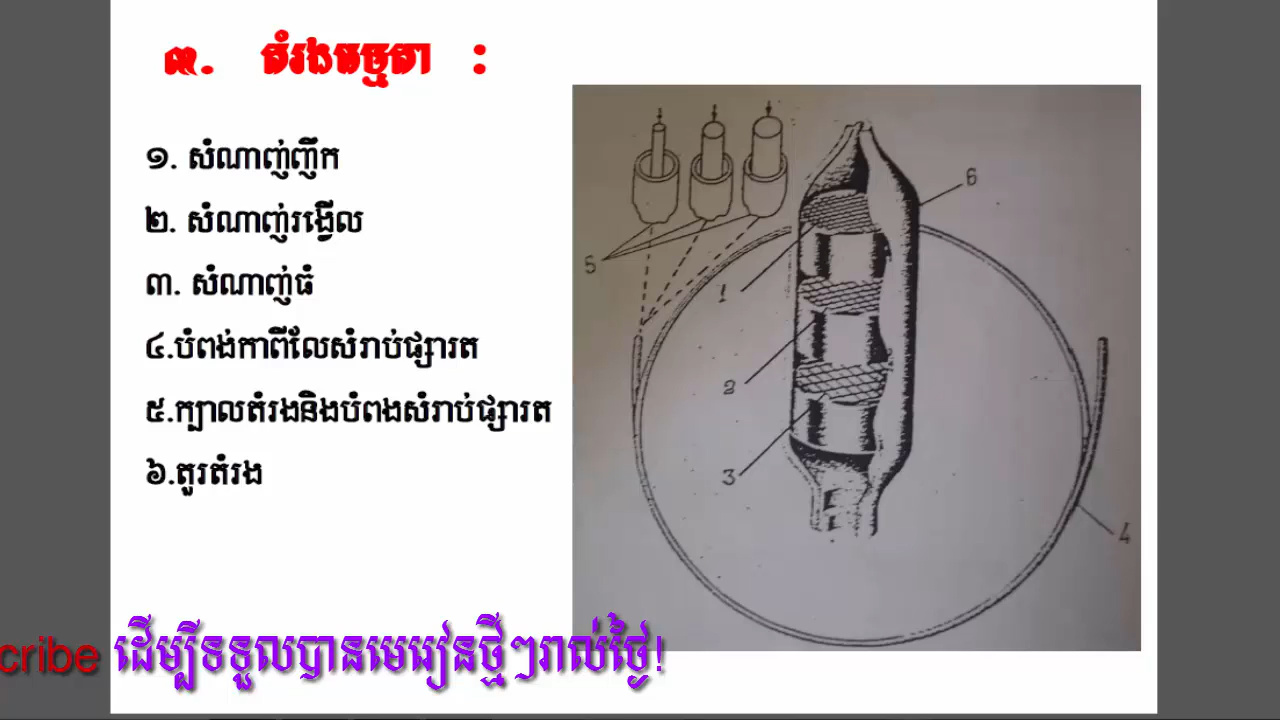 ៣. តំរងធម្មតា :
១. សំណាញ់ញឹក
២. សំណាញ់រង្វើល
៣. សំណាញ់ធំ
៤.បំពង់កាពីលែសំរាប់ផ្សារត
៥.ក្បាលតំរងនិងបំពងសំរាប់ផ្សារត
៦.តួរតំរង
5
6
1
2
3
4
cribe ដើម្បីទទួលបានមេរៀនថ្មីៗរាល់ថ្ងៃ!